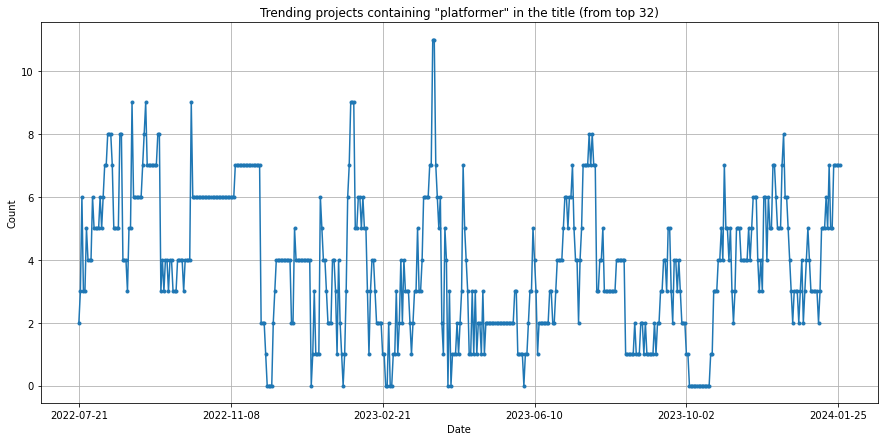 Trending projects containing "platformer" in the title (from top 32)
Count
10
8
6
4
2
0
2022-07-21 2022-11-08 2023-02-21 2023-06-10 2023-10-02 2024-01-25
Date